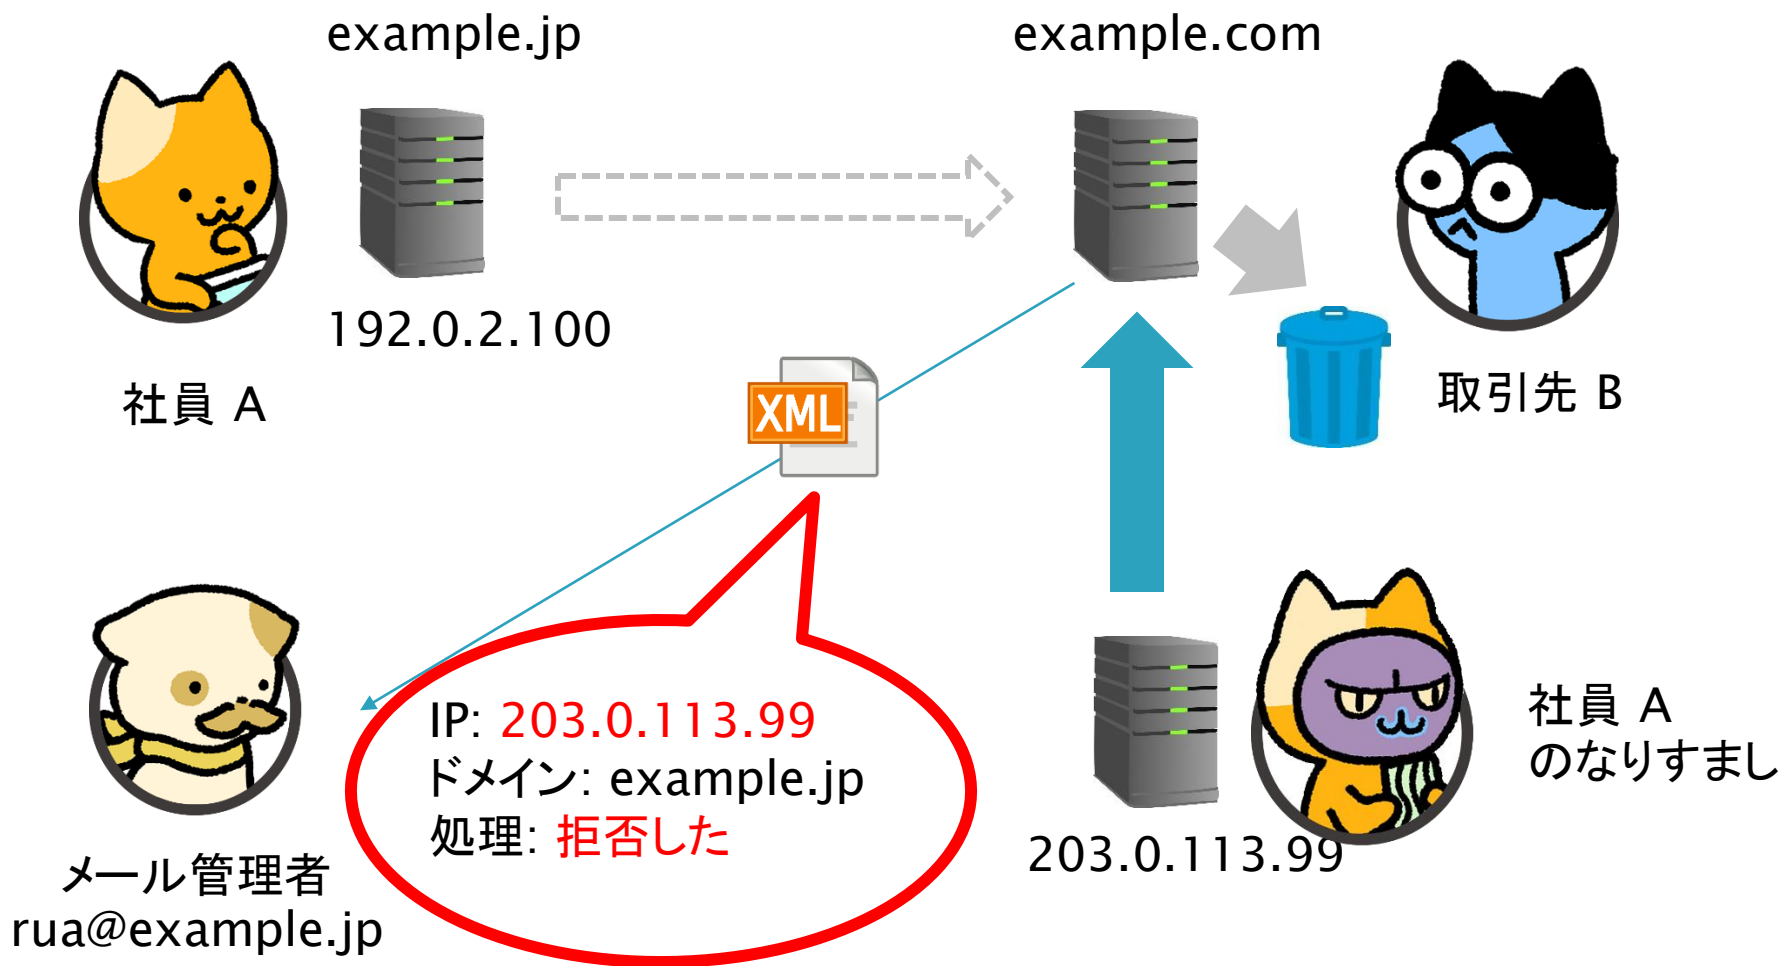 example.jp
example.com
192.0.2.100
社員 A
XML
取引先 B
IP: 203.0.113.99
ドメイン: example.jp
処理: 拒否した
社員 A
のなりすまし
203.0.113.99
メール管理者
rua@example.jp